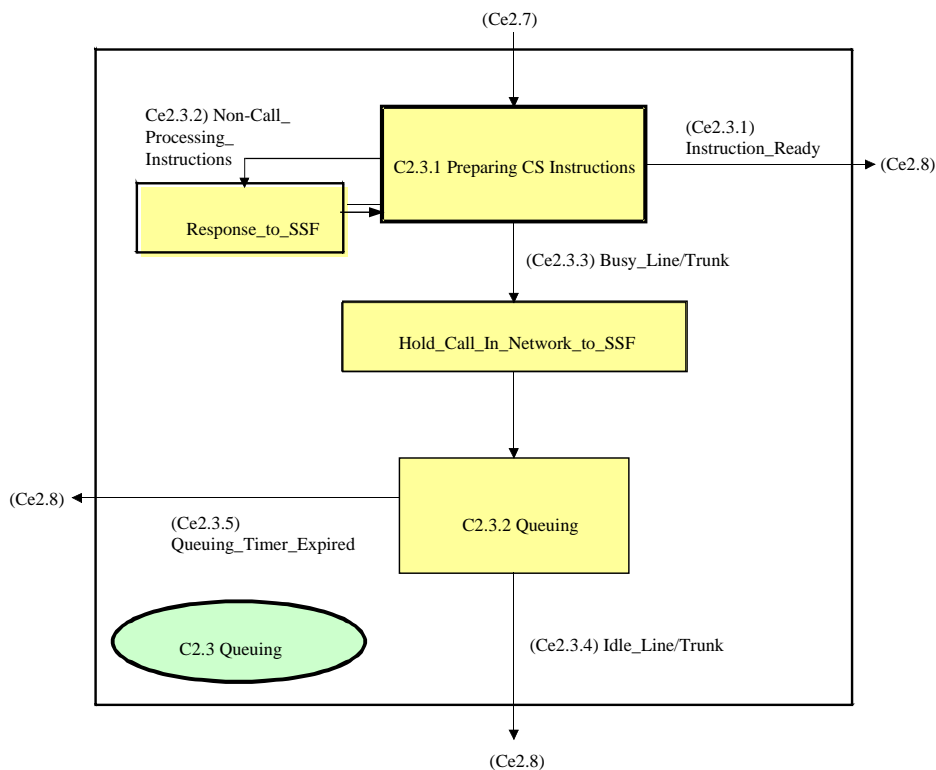 (Ce2.7)
Ce2.3.2) Non-Call_
Processing_
Instructions
C2.3.1 Preparing CS Instructions
(Ce2.3.1)
Instruction_Ready
(Ce2.8)
Response_to_SSF
(Ce2.3.3) Busy_Line/Trunk
Hold_Call_In_Network_to_SSF
(Ce2.8)
(Ce2.3.5)
Queuing_Timer_Expired
C2.3.2 Queuing
C2.3 Queuing
(Ce2.3.4) Idle_Line/Trunk
(Ce2.8)